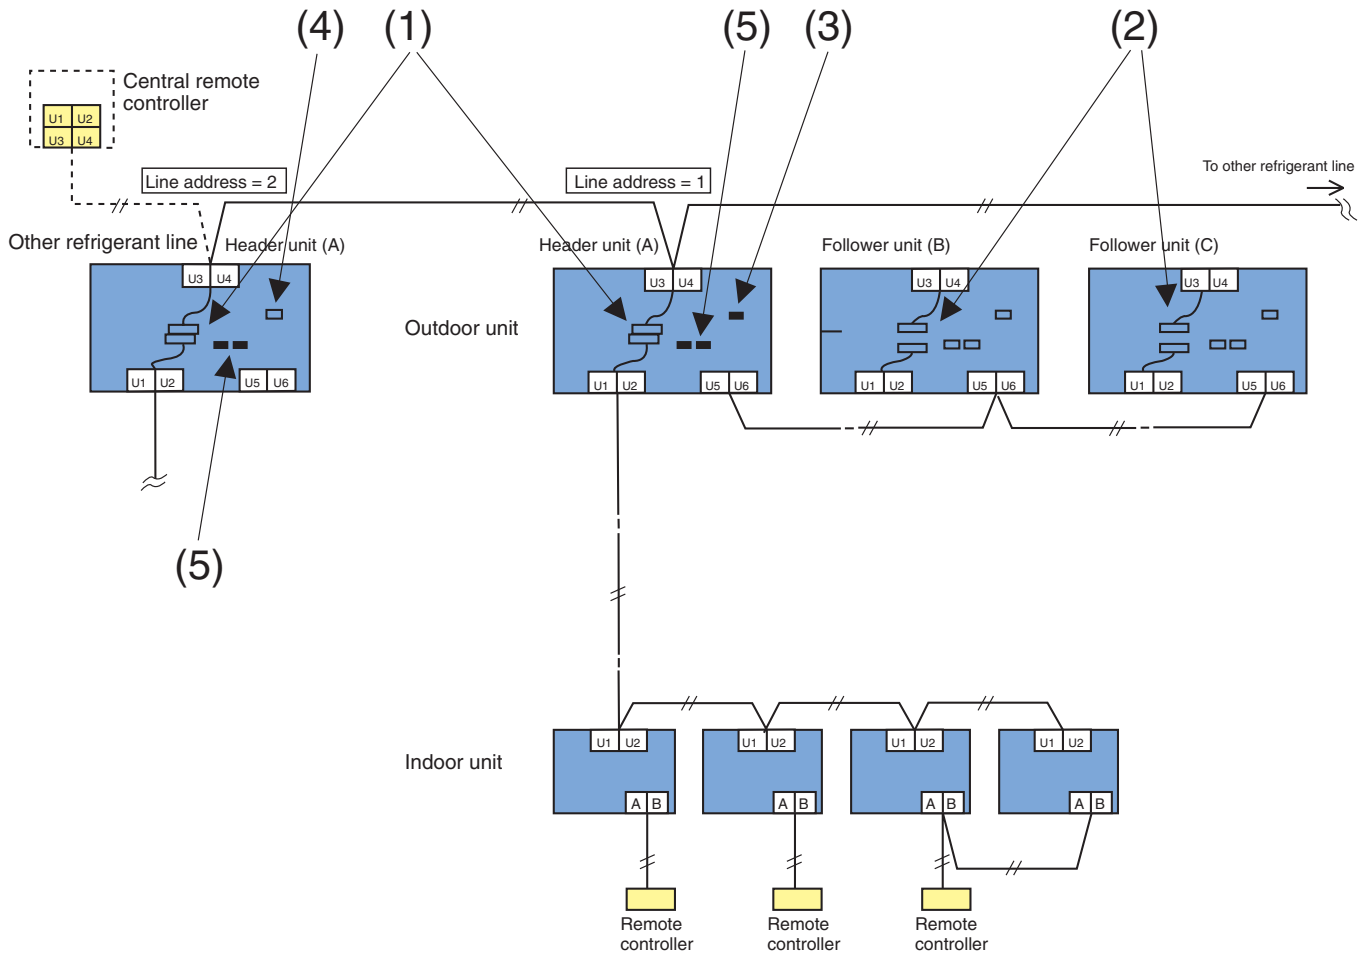 (4) (1) (5) (3) (2)
Central remote
controller
U1 U2
U3 U4
To other refrigerant line
Line address = 2
Line address = 1
Other refrigerant line
Header unit (A)
Header unit (A)
Follower unit (B)
Follower unit (C)
U3 U4
U3 U4
U3 U4
U3 U4
Outdoor unit
U1 U2
U5 U6
U1 U2
U5 U6
U1 U2
U5 U6
U1 U2
U5 U6
(5)
U1 U2
U1 U2
U1 U2
U1 U2
Indoor unit
A B
A B
A B
A B
Remote
controller
Remote
controller
Remote
controller